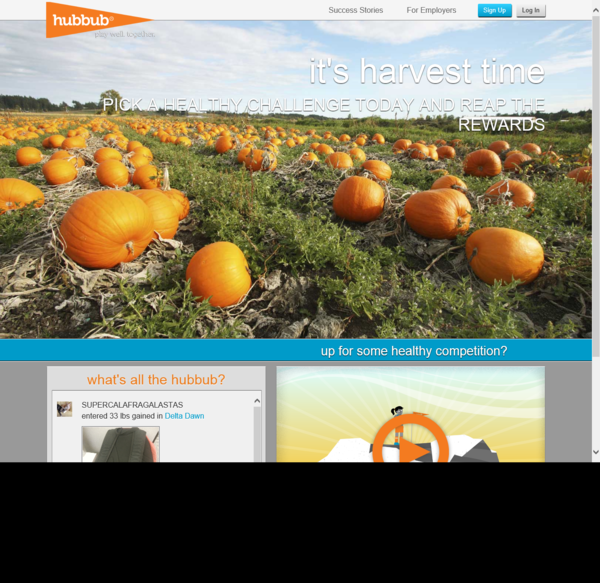 hubbub®
play well. together.
Success Stories
For Employers
Sign Up
Log In
it's harvest time
PICK A HEALTHY CHALLENGE TODAY AND REAP THE
REWARDS
up for some healthy competition?
what's all the hubbub?
SUPERCALAFRAGALASTAS
entered 33 lbs gained in Delta Dawn